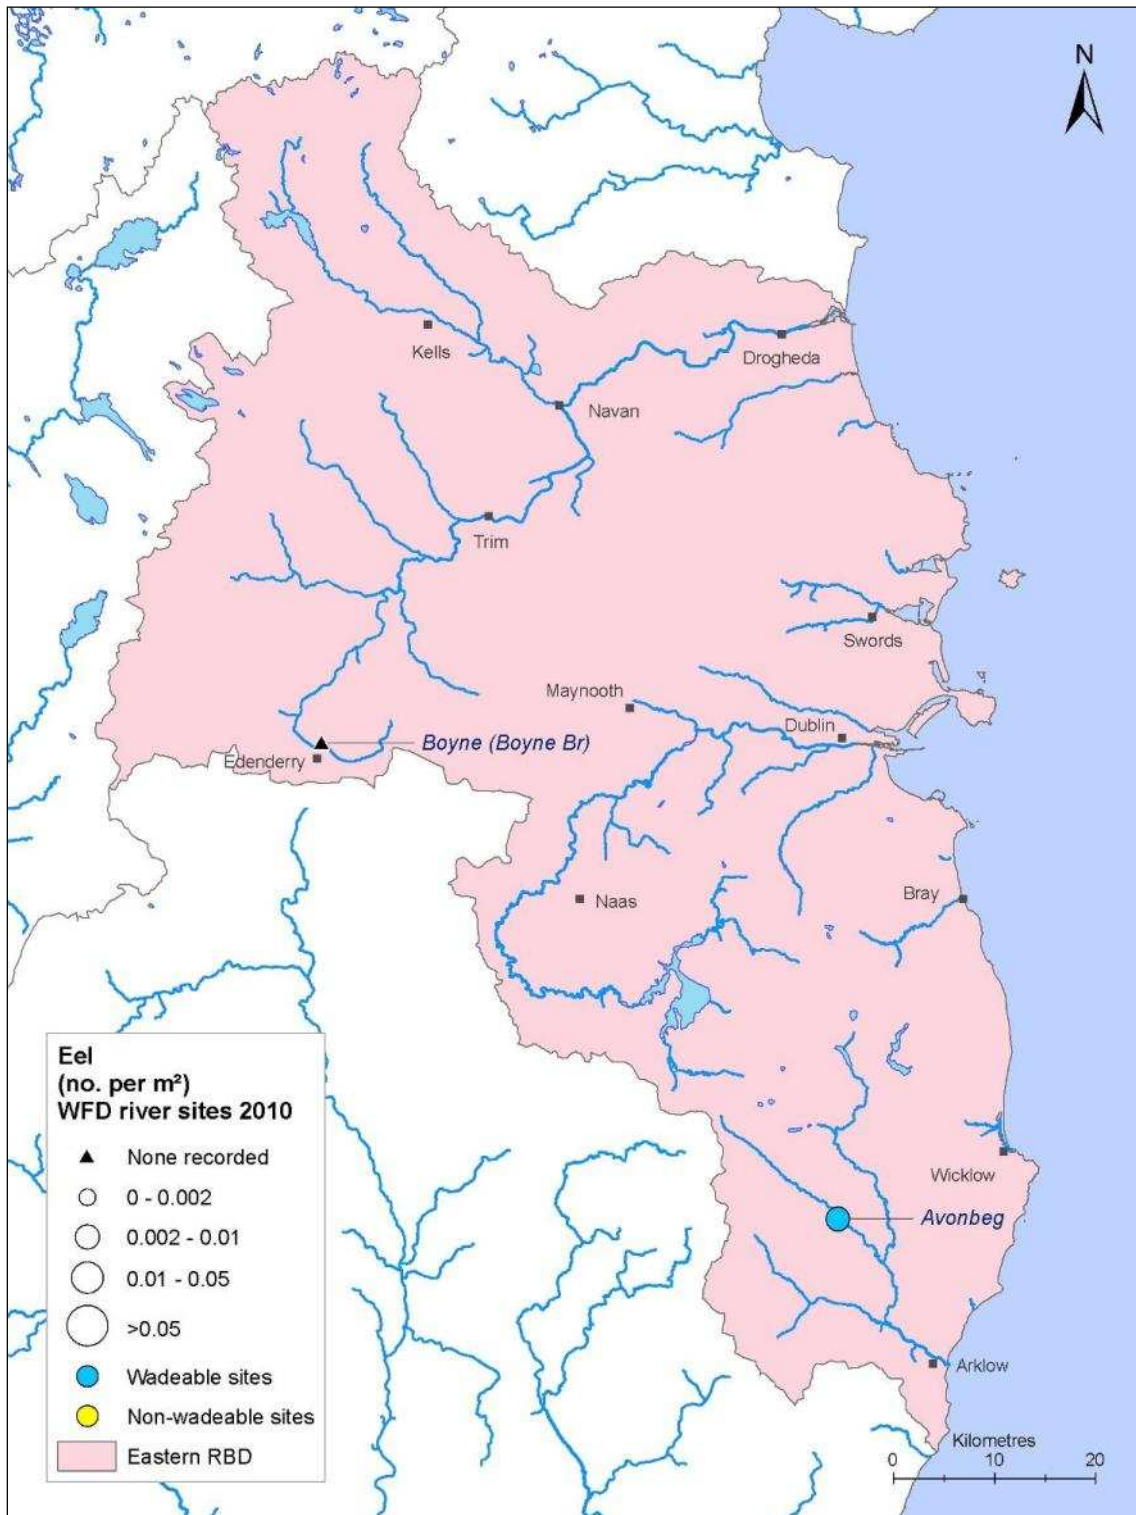 N
Kells
Drogheda
Navan
Trim
Swords
Maynooth
Dublin
Boyne (Boyne Br)
Edenderry
Naas
Bray
Wicklow
Avonbeg
Arklow
Eel
(no. per m²)
WFD river sites 2010
None recorded
0 - 0.002
0.002 - 0.01
0.01 - 0.05
>0.05
Wadeable sites
Non-wadeable sites
Eastern RBD
Kilometres
0 10 20